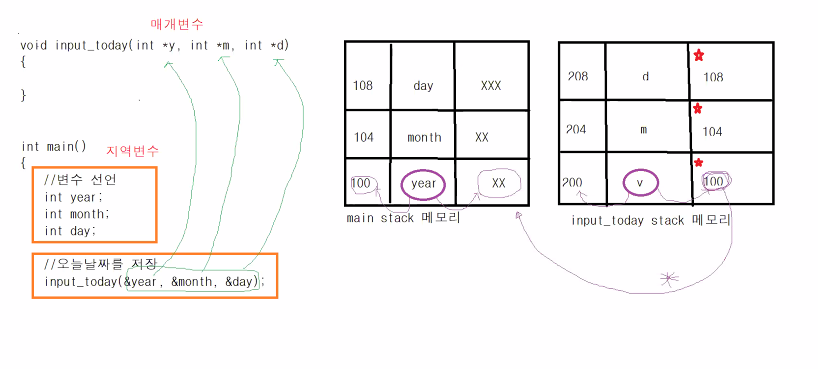 매개변수
void input_today(int *y, int *m, int *d)
{
}
int main()
지역변수
{
//변수 선언
int year;
int month;
int day;
//오늘날짜를 저장
input_today(&year, &month, &day);
108 day XXX
104 month XX
100 year XX
main stack 메모리
208 d 108
204 m 104
200 v 100
input_today stack 메모리
*